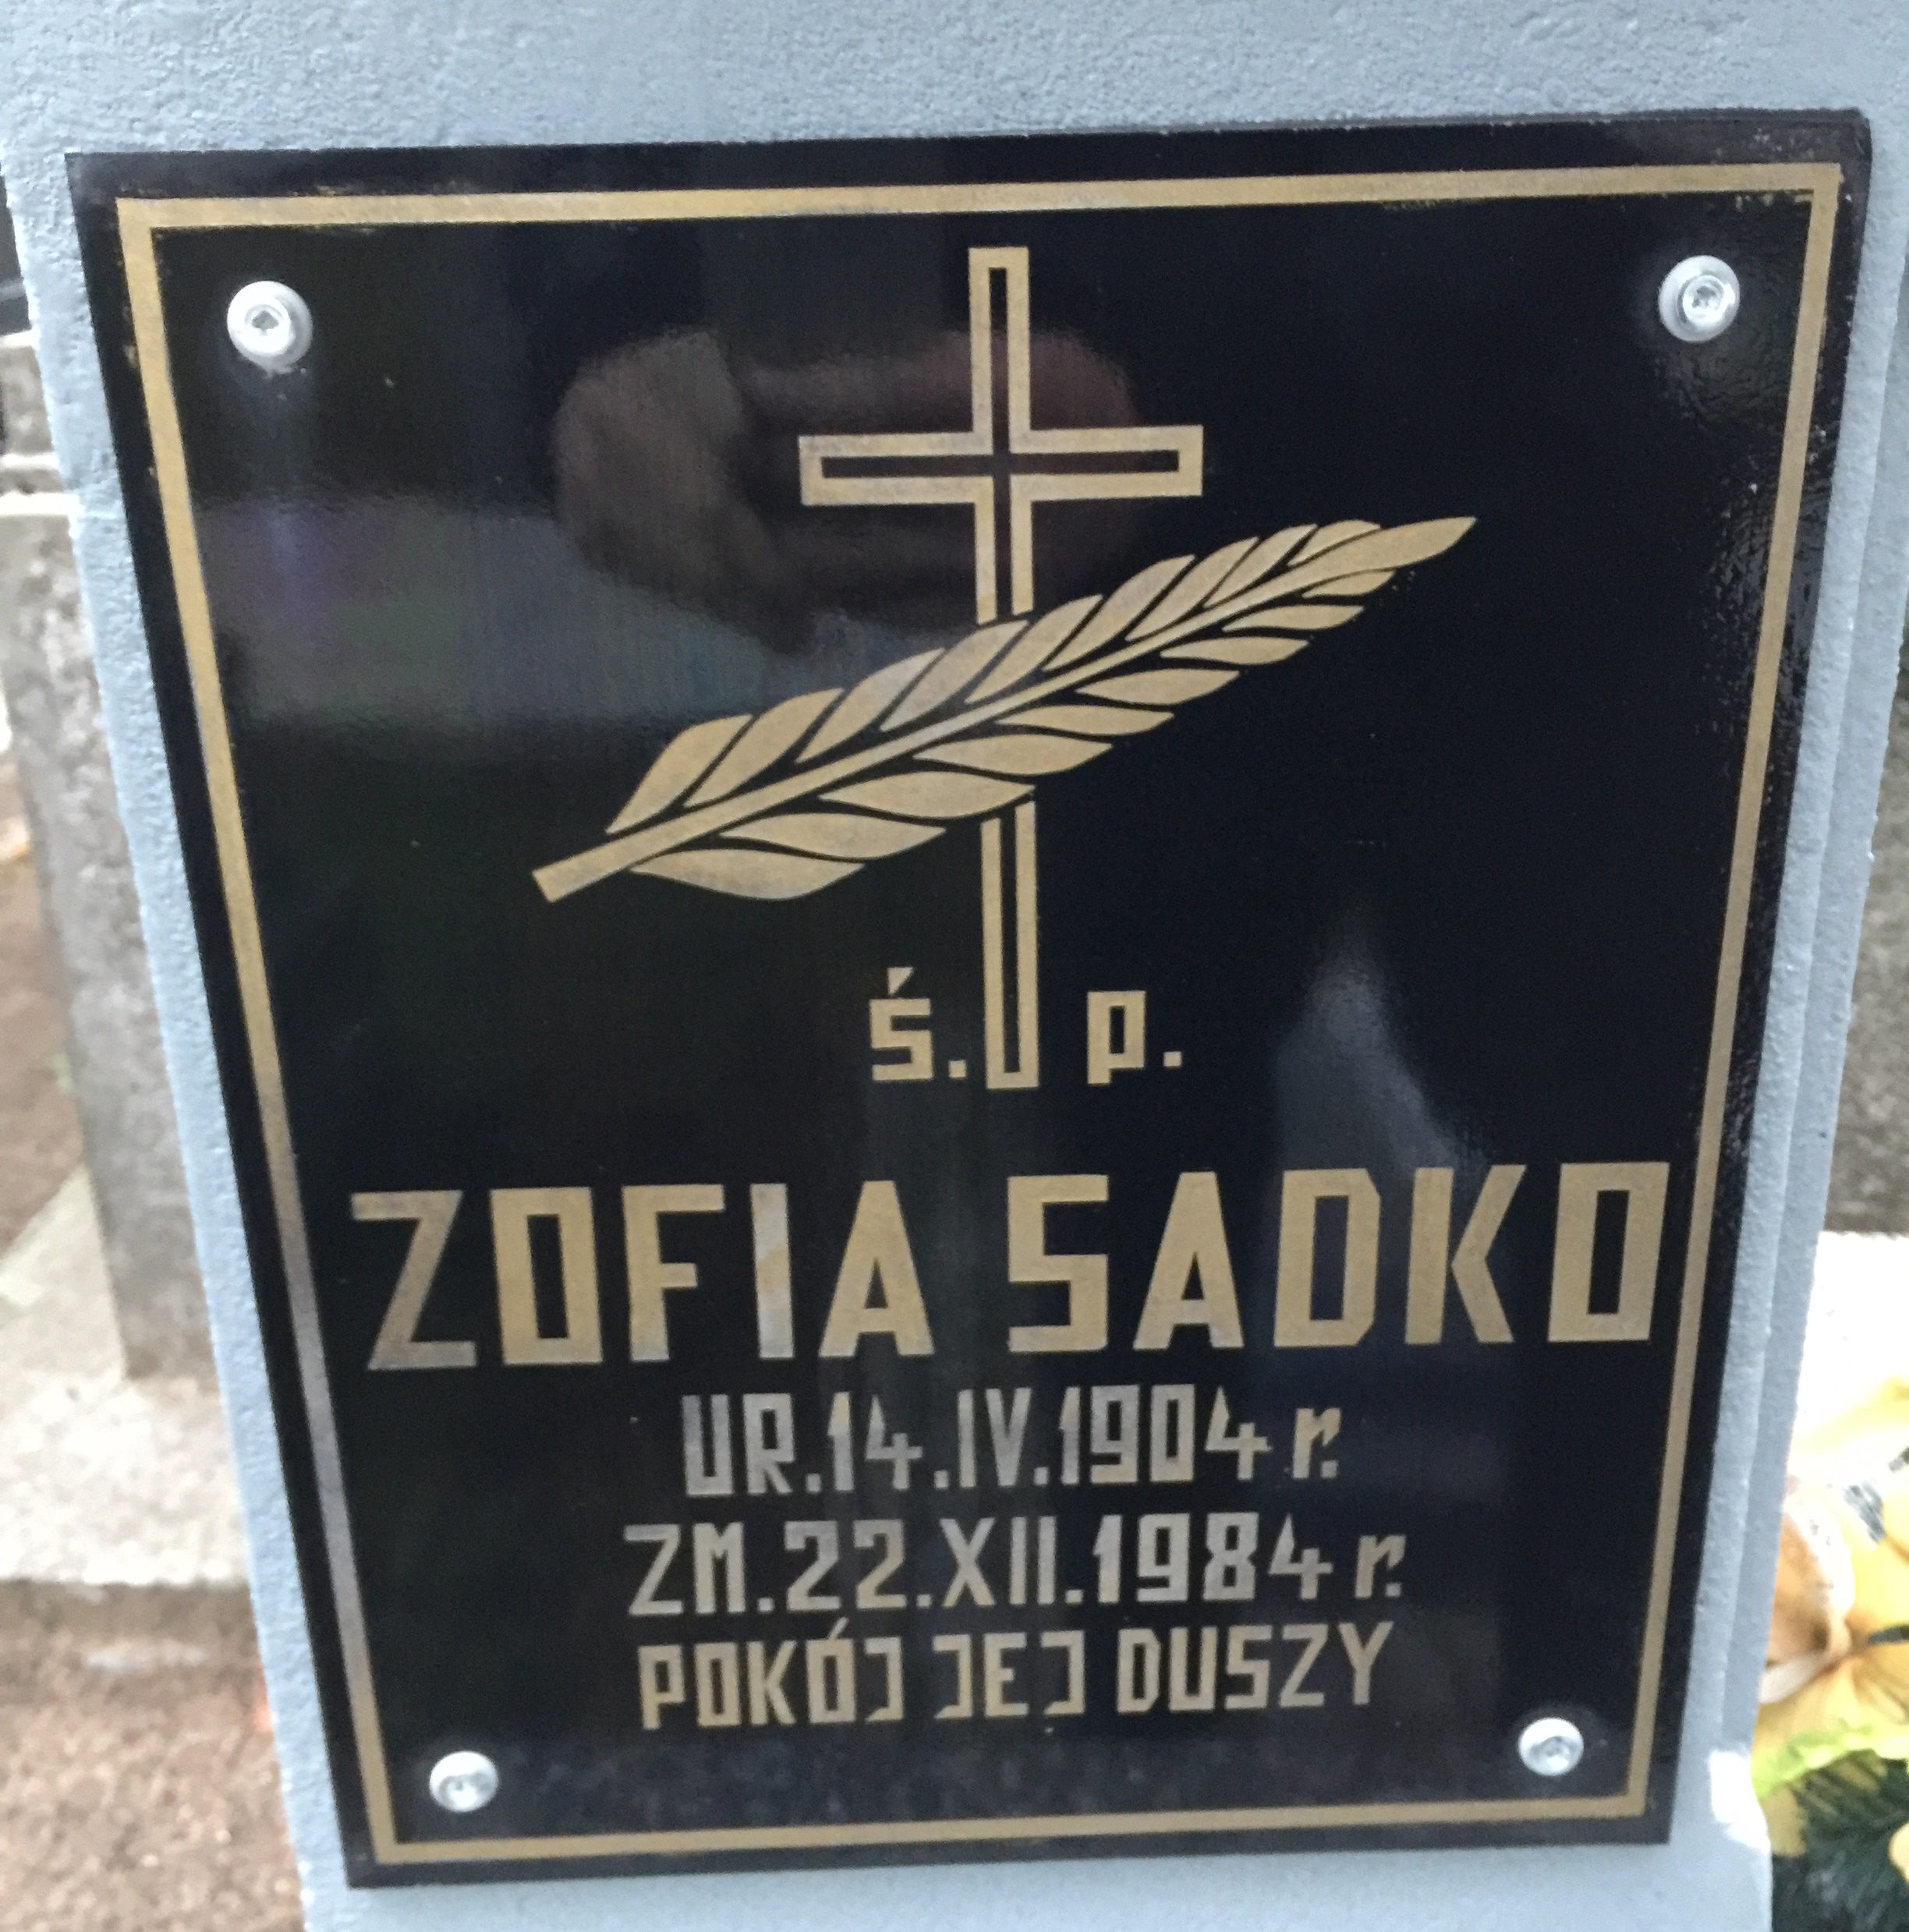 ś. p.
ZOFIA SADKO
UR.14.IV.1904 r.
ZM.22.XII.1984 r.
POKÓJ JEJ DUSZY